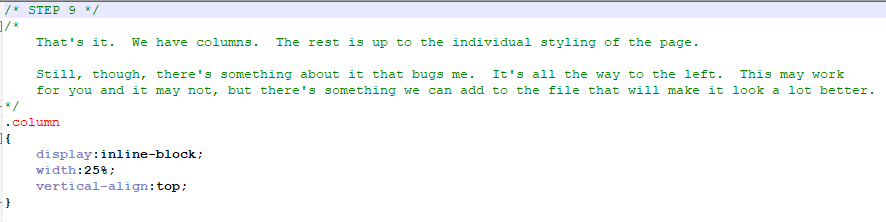 /* STEP 9 */
/*
That's it.  We have columns.  The rest is up to the individual styling of the page.
Still, though, there's something about it that bugs me.  It's all the way to the left.  This may work
for you and it may not, but there's something we can add to the file that will make it look a lot better.
*/
.column
{
display:inline-block;
width:25%;
vertical-align:top;
}